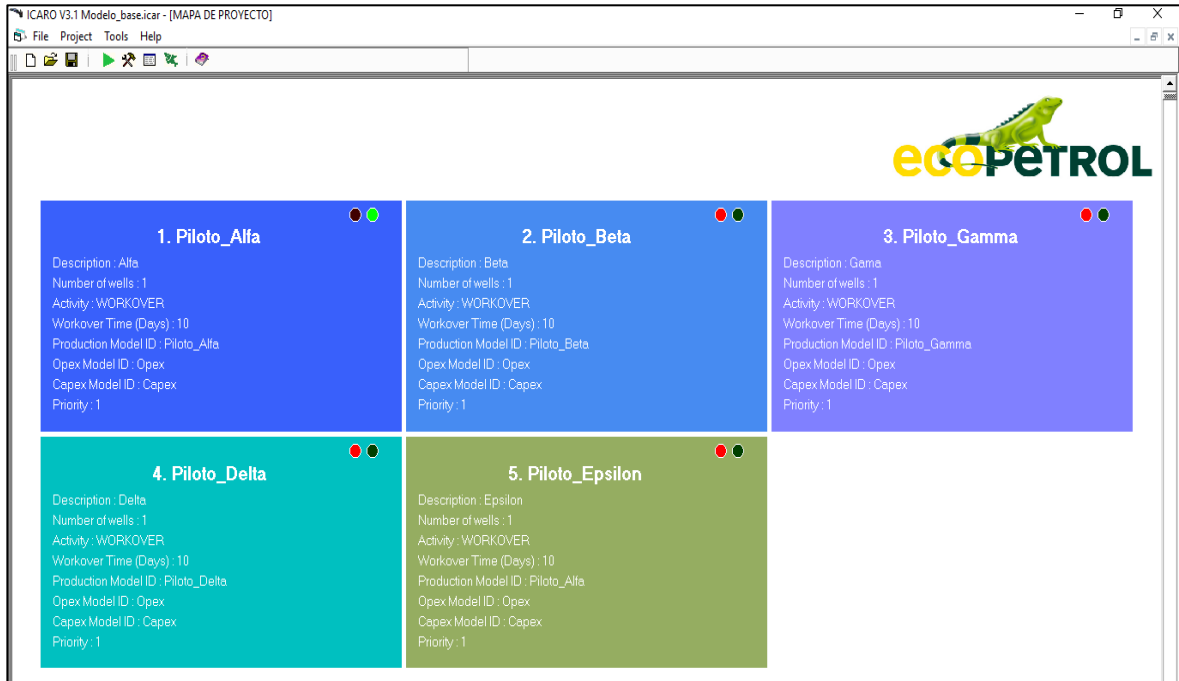 ICARO V3.1 Modelo_base.icar - [MAPA DE PROYECTO]
File Project Tools Help
ecopetrol
1. Piloto_Alfa
Description : Alfa
Number of wells : 1
Activity : WORKOVER
Workover Time (Days) : 10
Production Model ID : Piloto_Alfa
Opex Model ID : Opex
Capex Model ID : Capex
Priority : 1
2. Piloto_Beta
Description : Beta
Number of wells : 1
Activity : WORKOVER
Workover Time (Days) : 10
Production Model ID : Piloto_Beta
Opex Model ID : Opex
Capex Model ID : Capex
Priority : 1
3. Piloto_Gamma
Description : Gama
Number of wells : 1
Activity : WORKOVER
Workover Time (Days) : 10
Production Model ID : Piloto_Gamma
Opex Model ID : Opex
Capex Model ID : Capex
Priority : 1
4. Piloto_Delta
Description : Delta
Number of wells : 1
Activity : WORKOVER
Workover Time (Days) : 10
Production Model ID : Piloto_Delta
Opex Model ID : Opex
Capex Model ID : Capex
Priority : 1
5. Piloto_Epsilon
Description : Epsilon
Number of wells : 1
Activity : WORKOVER
Workover Time (Days) : 10
Production Model ID : Piloto_Alfa
Opex Model ID : Opex
Capex Model ID : Capex
Priority : 1